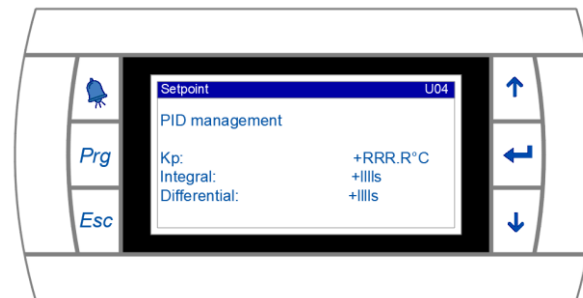 Setpoint U04
PID management
Prg
Kp: +RRR.R°C
Integral: +IIIIs
Differential: +IIIIs
Esc